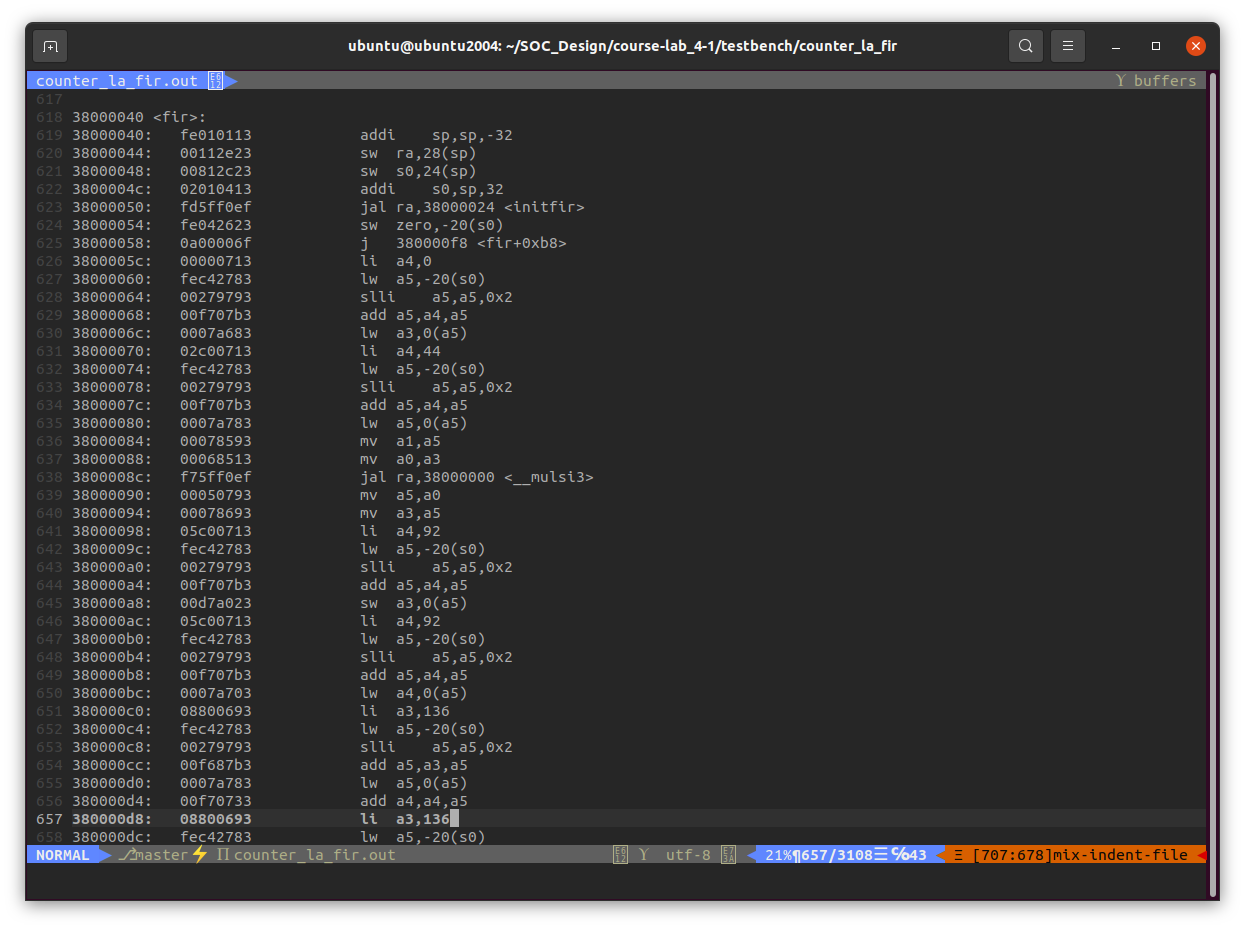 ubuntu@ubuntu2004: ~/SOC_Design/course-lab_4-1/testbench/counter_la_fir
counter_la_fir.out buffers
617
618 38000040 <fir>:
619 38000040: fe010113 addi sp,sp,-32
620 38000044: 00112e23 sw ra,28(sp)
621 38000048: 00812c23 sw s0,24(sp)
622 3800004c: 02010413 addi s0,sp,32
623 38000050: fd5ff0ef jal ra,38000024 <initfir>
624 38000054: fe042623 sw zero,-20(s0)
625 38000058: 0a00006f j 380000f8 <fir+0xb8>
626 3800005c: 00000713 li a4,0
627 38000060: fec42783 lw a5,-20(s0)
628 38000064: 00279793 slli a5,a5,0x2
629 38000068: 00f707b3 add a5,a4,a5
630 3800006c: 0007a683 lw a3,0(a5)
631 38000070: 02c00713 li a4,44
632 38000074: fec42783 lw a5,-20(s0)
633 38000078: 00279793 slli a5,a5,0x2
634 3800007c: 00f707b3 add a5,a4,a5
635 38000080: 0007a783 lw a5,0(a5)
636 38000084: 00078593 mv a1,a5
637 38000088: 00068513 mv a0,a3
638 3800008c: f75ff0ef jal ra,38000000 <__mulsi3>
639 38000090: 00050793 mv a5,a0
640 38000094: 00078693 mv a3,a5
641 38000098: 05c00713 li a4,92
642 3800009c: fec42783 lw a5,-20(s0)
643 380000a0: 00279793 slli a5,a5,0x2
644 380000a4: 00f707b3 add a5,a4,a5
645 380000a8: 00d7a023 sw a3,0(a5)
646 380000ac: 05c00713 li a4,92
647 380000b0: fec42783 lw a5,-20(s0)
648 380000b4: 00279793 slli a5,a5,0x2
649 380000b8: 00f707b3 add a5,a4,a5
650 380000bc: 0007a703 lw a4,0(a5)
651 380000c0: 08800693 li a3,136
652 380000c4: fec42783 lw a5,-20(s0)
653 380000c8: 00279793 slli a5,a5,0x2
654 380000cc: 00f687b3 add a5,a3,a5
655 380000d0: 0007a783 lw a5,0(a5)
656 380000d4: 00f70733 add a4,a4,a5
657 380000d8: 08800693 li a3,136
658 380000dc: fec42783 lw a5,-20(s0)
NORMAL master⚡ Π counter_la_fir.out utf-8 21%¶657/3108☰℅43 Ξ [707:678]mix-indent-file